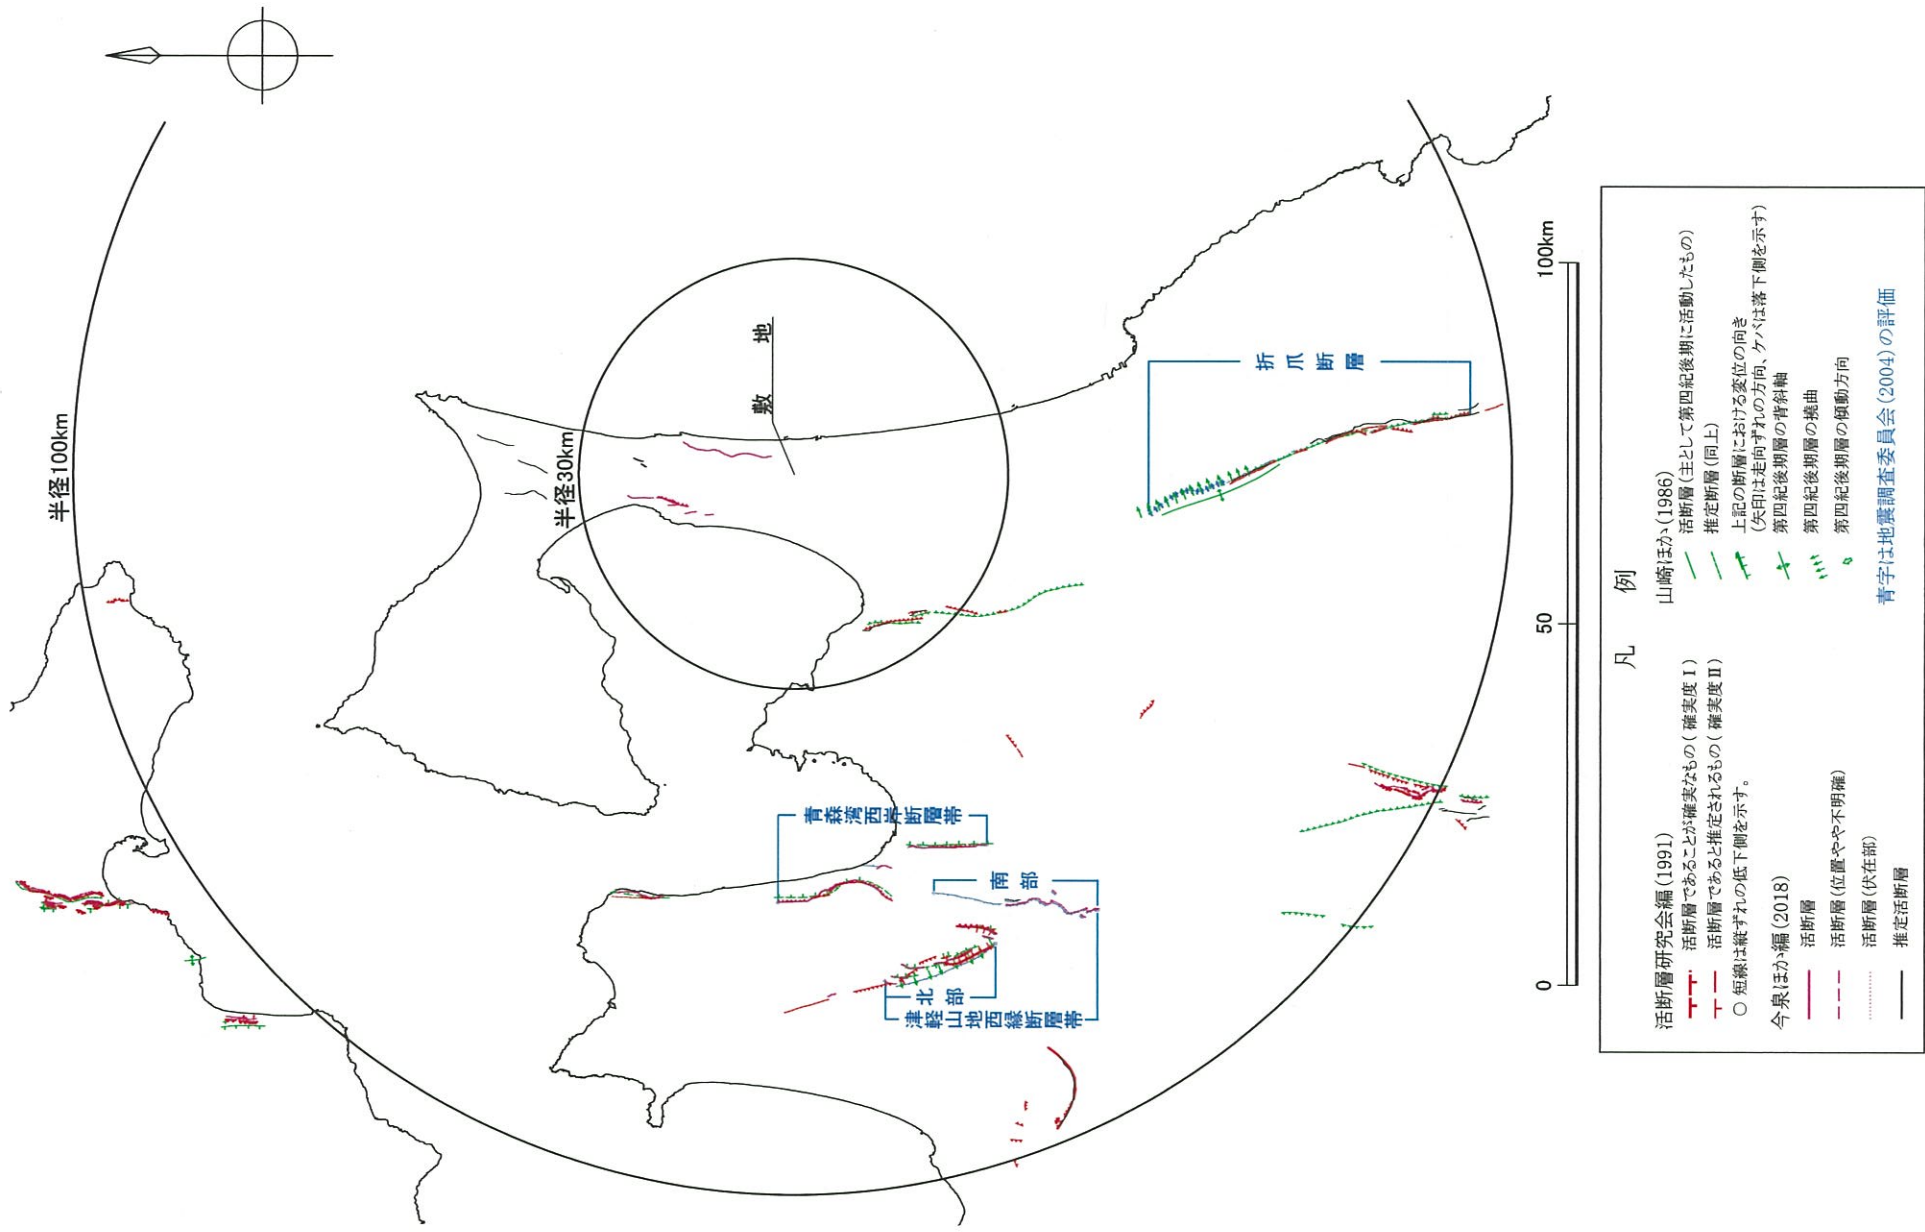 半径100km
半径30km
敷 地
折爪断層
青森湾西岸断層帯
南部
北部
津軽山地西縁断層帯
0
50
100km
凡 例
活断層研究会編(1991)
活断層であることが確実なもの(確実度Ⅰ)
活断層であると推定されるもの(確実度Ⅱ)
○ 短線は縦ずれの低下側を示す。
今泉ほか編(2018)
活断層
活断層(位置やや不明確)
活断層(伏在部)
推定活断層
山崎ほか(1986)
活断層(主として第四紀後期に活動したもの)
推定断層(同上)
上記の断層における変位の向き
(矢印は走向ずれの方向、ケバは落下側を示す)
第四紀後期層の背斜軸
第四紀後期層の撓曲
第四紀後期層の傾動方向
青字は地震調査委員会(2004)の評価